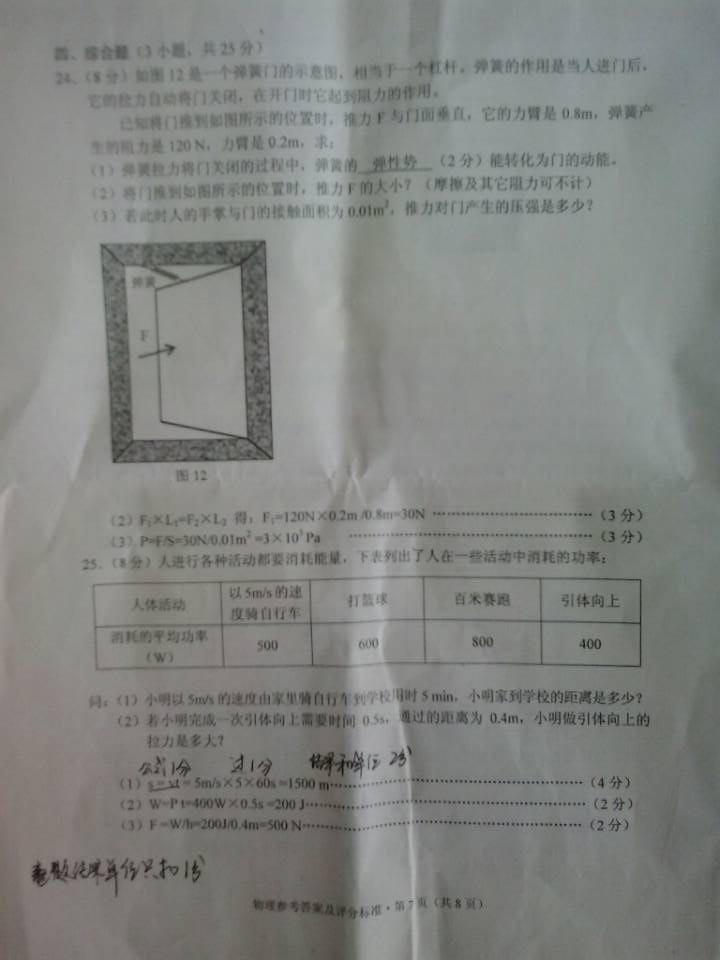 四、综合题（3 小题，共 25 分）
24.（8 分）如图 12 是一个弹簧门的示意图，相当于一个杠杆。弹簧的作用是当人进门后，
它的拉力自动将门关闭，在开门时它起到阻力的作用。
已知将门推到如图所示的位置时，推力 F 与门面垂直，它的力臂是 0.8m，弹簧产
生的阻力是 120 N，力臂是 0.2m，求：
（1）弹簧拉力将门关闭的过程中，弹簧的 弹性势 （2 分）能转化为门的动能。
（2）将门推到如图所示的位置时，推力 F 的大小？（摩擦及其它阻力可不计）
（3）若此时人的手掌与门的接触面积为 0.01m²，推力对门产生的压强是多少？
弹簧
F
图 12
（2）F₁×L₁=F₂×L₂ 得：F₁=120N×0.2m /0.8m=30N ……………………………（3 分）
（3）P=F/S=30N/0.01m² =3×10³ Pa ……………………………（3 分）
25.（8 分）人进行各种活动都要消耗能量，下表列出了人在一些活动中消耗的功率：
人体活动 以 5m/s 的速度骑自行车 打篮球 百米赛跑 引体向上
消耗的平均功率（W） 500 600 800 400
问：（1）小明以 5m/s 的速度由家里骑自行车到学校用时 5 min，小明家到学校的距离是多少？
（2）若小明完成一次引体向上需要时间 0.5s，通过的距离为 0.4m，小明做引体向上的
拉力是多大？
公式1分 过1分 结果和单位 2分
（1）s = vt = 5m/s×5×60s =1500 m……………………………（4 分）
（2）W=P t=400W×0.5s =200 J……………………………（2 分）
（3）F =W/h=200J/0.4m=500 N……………………………（2 分）
题结果单位只扣1分
物理参考答案及评分标准·第 7 页（共 8 页）